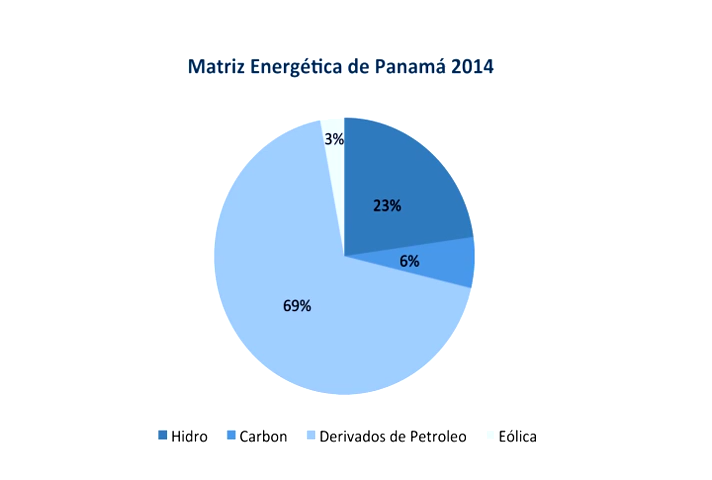 Matriz Energética de Panamá 2014
3%
23%
6%
69%
Hidro Carbon Derivados de Petroleo Eólica